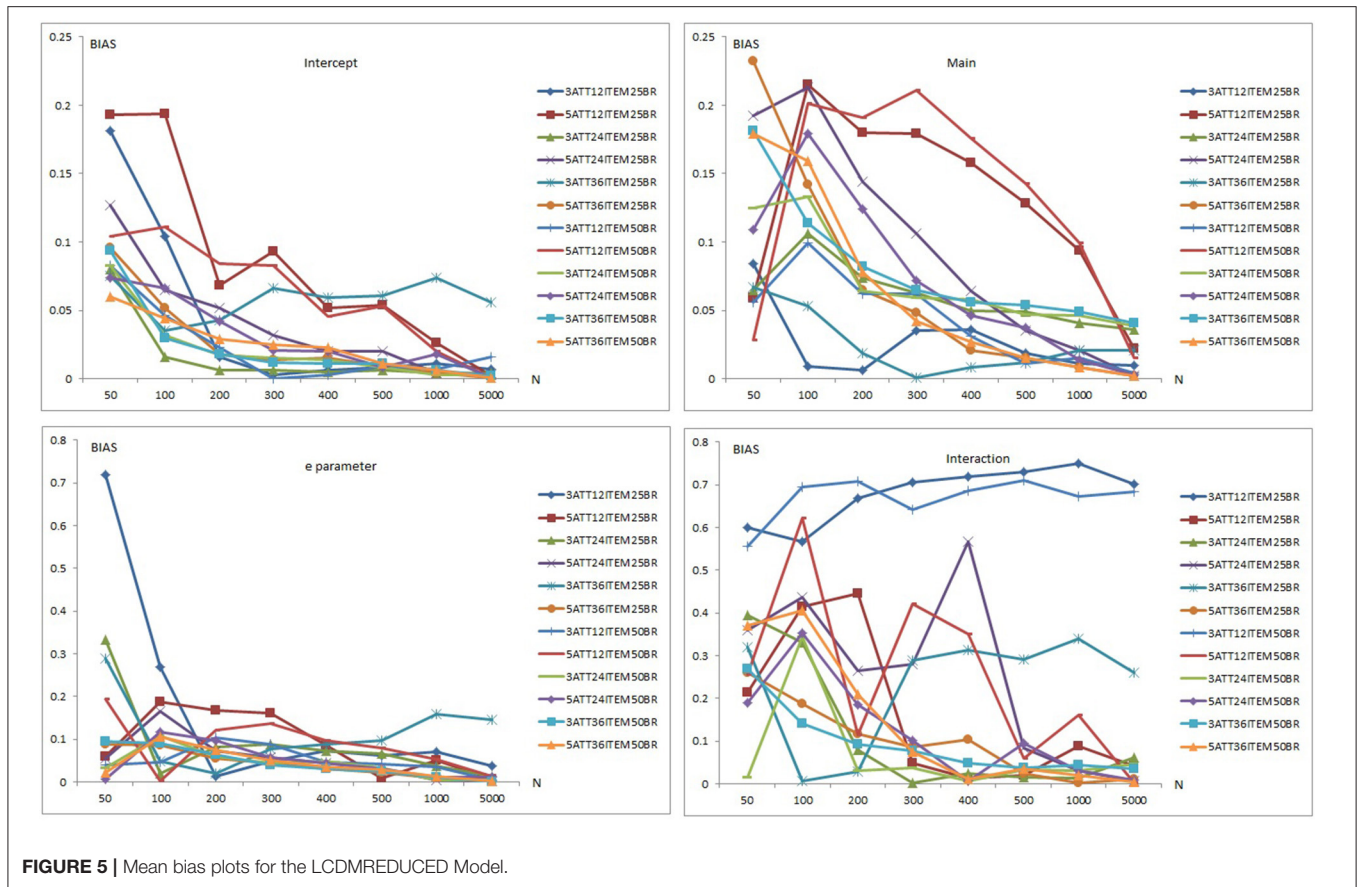 BIAS
Intercept
0.25
0.2
0.15
0.1
0.05
0
50 100 200 300 400 500 1000 5000
N
3ATT12ITEM25BR
5ATT12ITEM25BR
3ATT24ITEM25BR
5ATT24ITEM25BR
3ATT36ITEM25BR
5ATT36ITEM25BR
3ATT12ITEM50BR
5ATT12ITEM50BR
3ATT24ITEM50BR
5ATT24ITEM50BR
3ATT36ITEM50BR
5ATT36ITEM50BR
BIAS
Main
0.25
0.2
0.15
0.1
0.05
0
50 100 200 300 400 500 1000 5000
N
3ATT12ITEM25BR
5ATT12ITEM25BR
3ATT24ITEM25BR
5ATT24ITEM25BR
3ATT36ITEM25BR
5ATT36ITEM25BR
3ATT12ITEM50BR
5ATT12ITEM50BR
3ATT24ITEM50BR
5ATT24ITEM50BR
3ATT36ITEM50BR
5ATT36ITEM50BR
BIAS
e parameter
0.8
0.7
0.6
0.5
0.4
0.3
0.2
0.1
0
50 100 200 300 400 500 1000 5000
N
3ATT12ITEM25BR
5ATT12ITEM25BR
3ATT24ITEM25BR
5ATT24ITEM25BR
3ATT36ITEM25BR
5ATT36ITEM25BR
3ATT12ITEM50BR
5ATT12ITEM50BR
3ATT24ITEM50BR
5ATT24ITEM50BR
3ATT36ITEM50BR
5ATT36ITEM50BR
BIAS
Interaction
0.8
0.7
0.6
0.5
0.4
0.3
0.2
0.1
0
50 100 200 300 400 500 1000 5000
N
3ATT12ITEM25BR
5ATT12ITEM25BR
3ATT24ITEM25BR
5ATT24ITEM25BR
3ATT36ITEM25BR
5ATT36ITEM25BR
3ATT12ITEM50BR
5ATT12ITEM50BR
3ATT24ITEM50BR
5ATT24ITEM50BR
3ATT36ITEM50BR
5ATT36ITEM50BR
FIGURE 5 | Mean bias plots for the LCDMREDUCED Model.